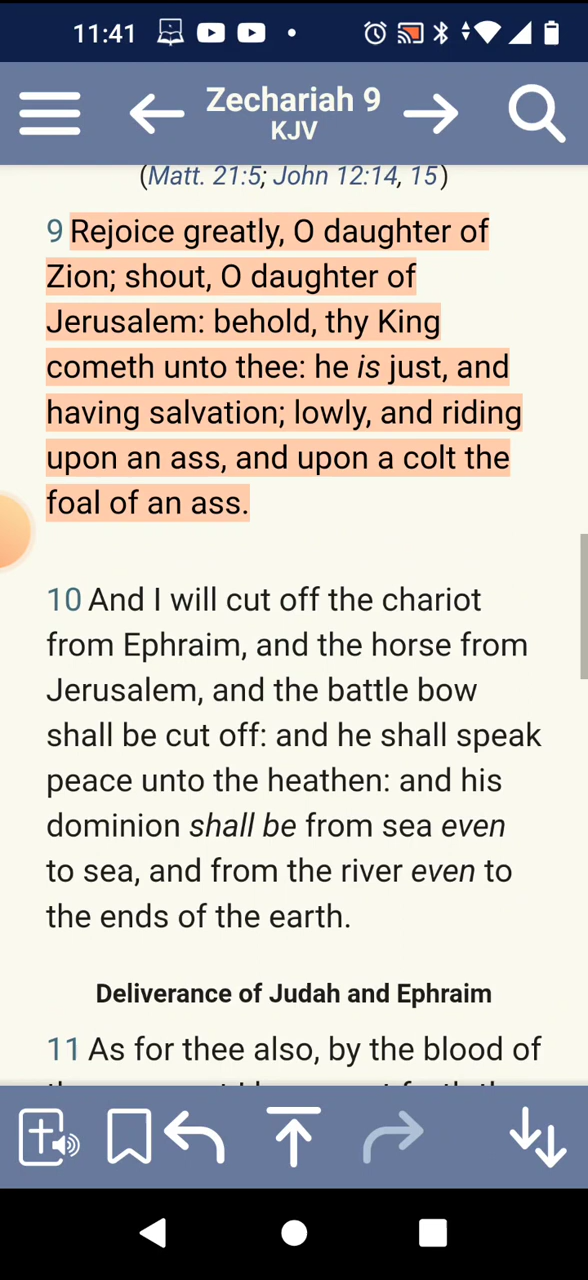 11:41
Zechariah 9
KJV
(Matt. 21:5; John 12:14, 15)
9 Rejoice greatly, O daughter of
Zion; shout, O daughter of
Jerusalem: behold, thy King
cometh unto thee: he is just, and
having salvation; lowly, and riding
upon an ass, and upon a colt the
foal of an ass.
10 And I will cut off the chariot
from Ephraim, and the horse from
Jerusalem, and the battle bow
shall be cut off: and he shall speak
peace unto the heathen: and his
dominion shall be from sea even
to sea, and from the river even to
the ends of the earth.
Deliverance of Judah and Ephraim
11 As for thee also, by the blood of